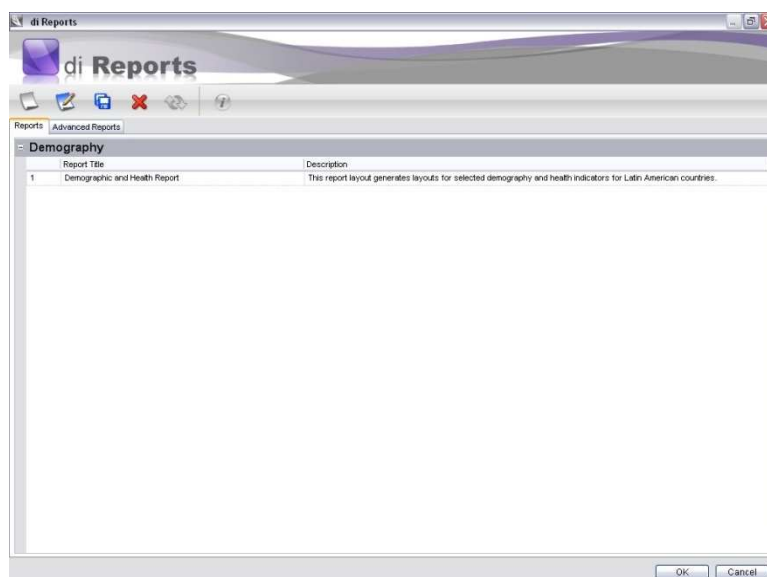 di Reports
di Reports
Reports Advanced Reports
Demography
Report Title Description
1 Demographic and Health Report This report layout generates layouts for selected demography and health indicators for Latin American countries.
OK Cancel